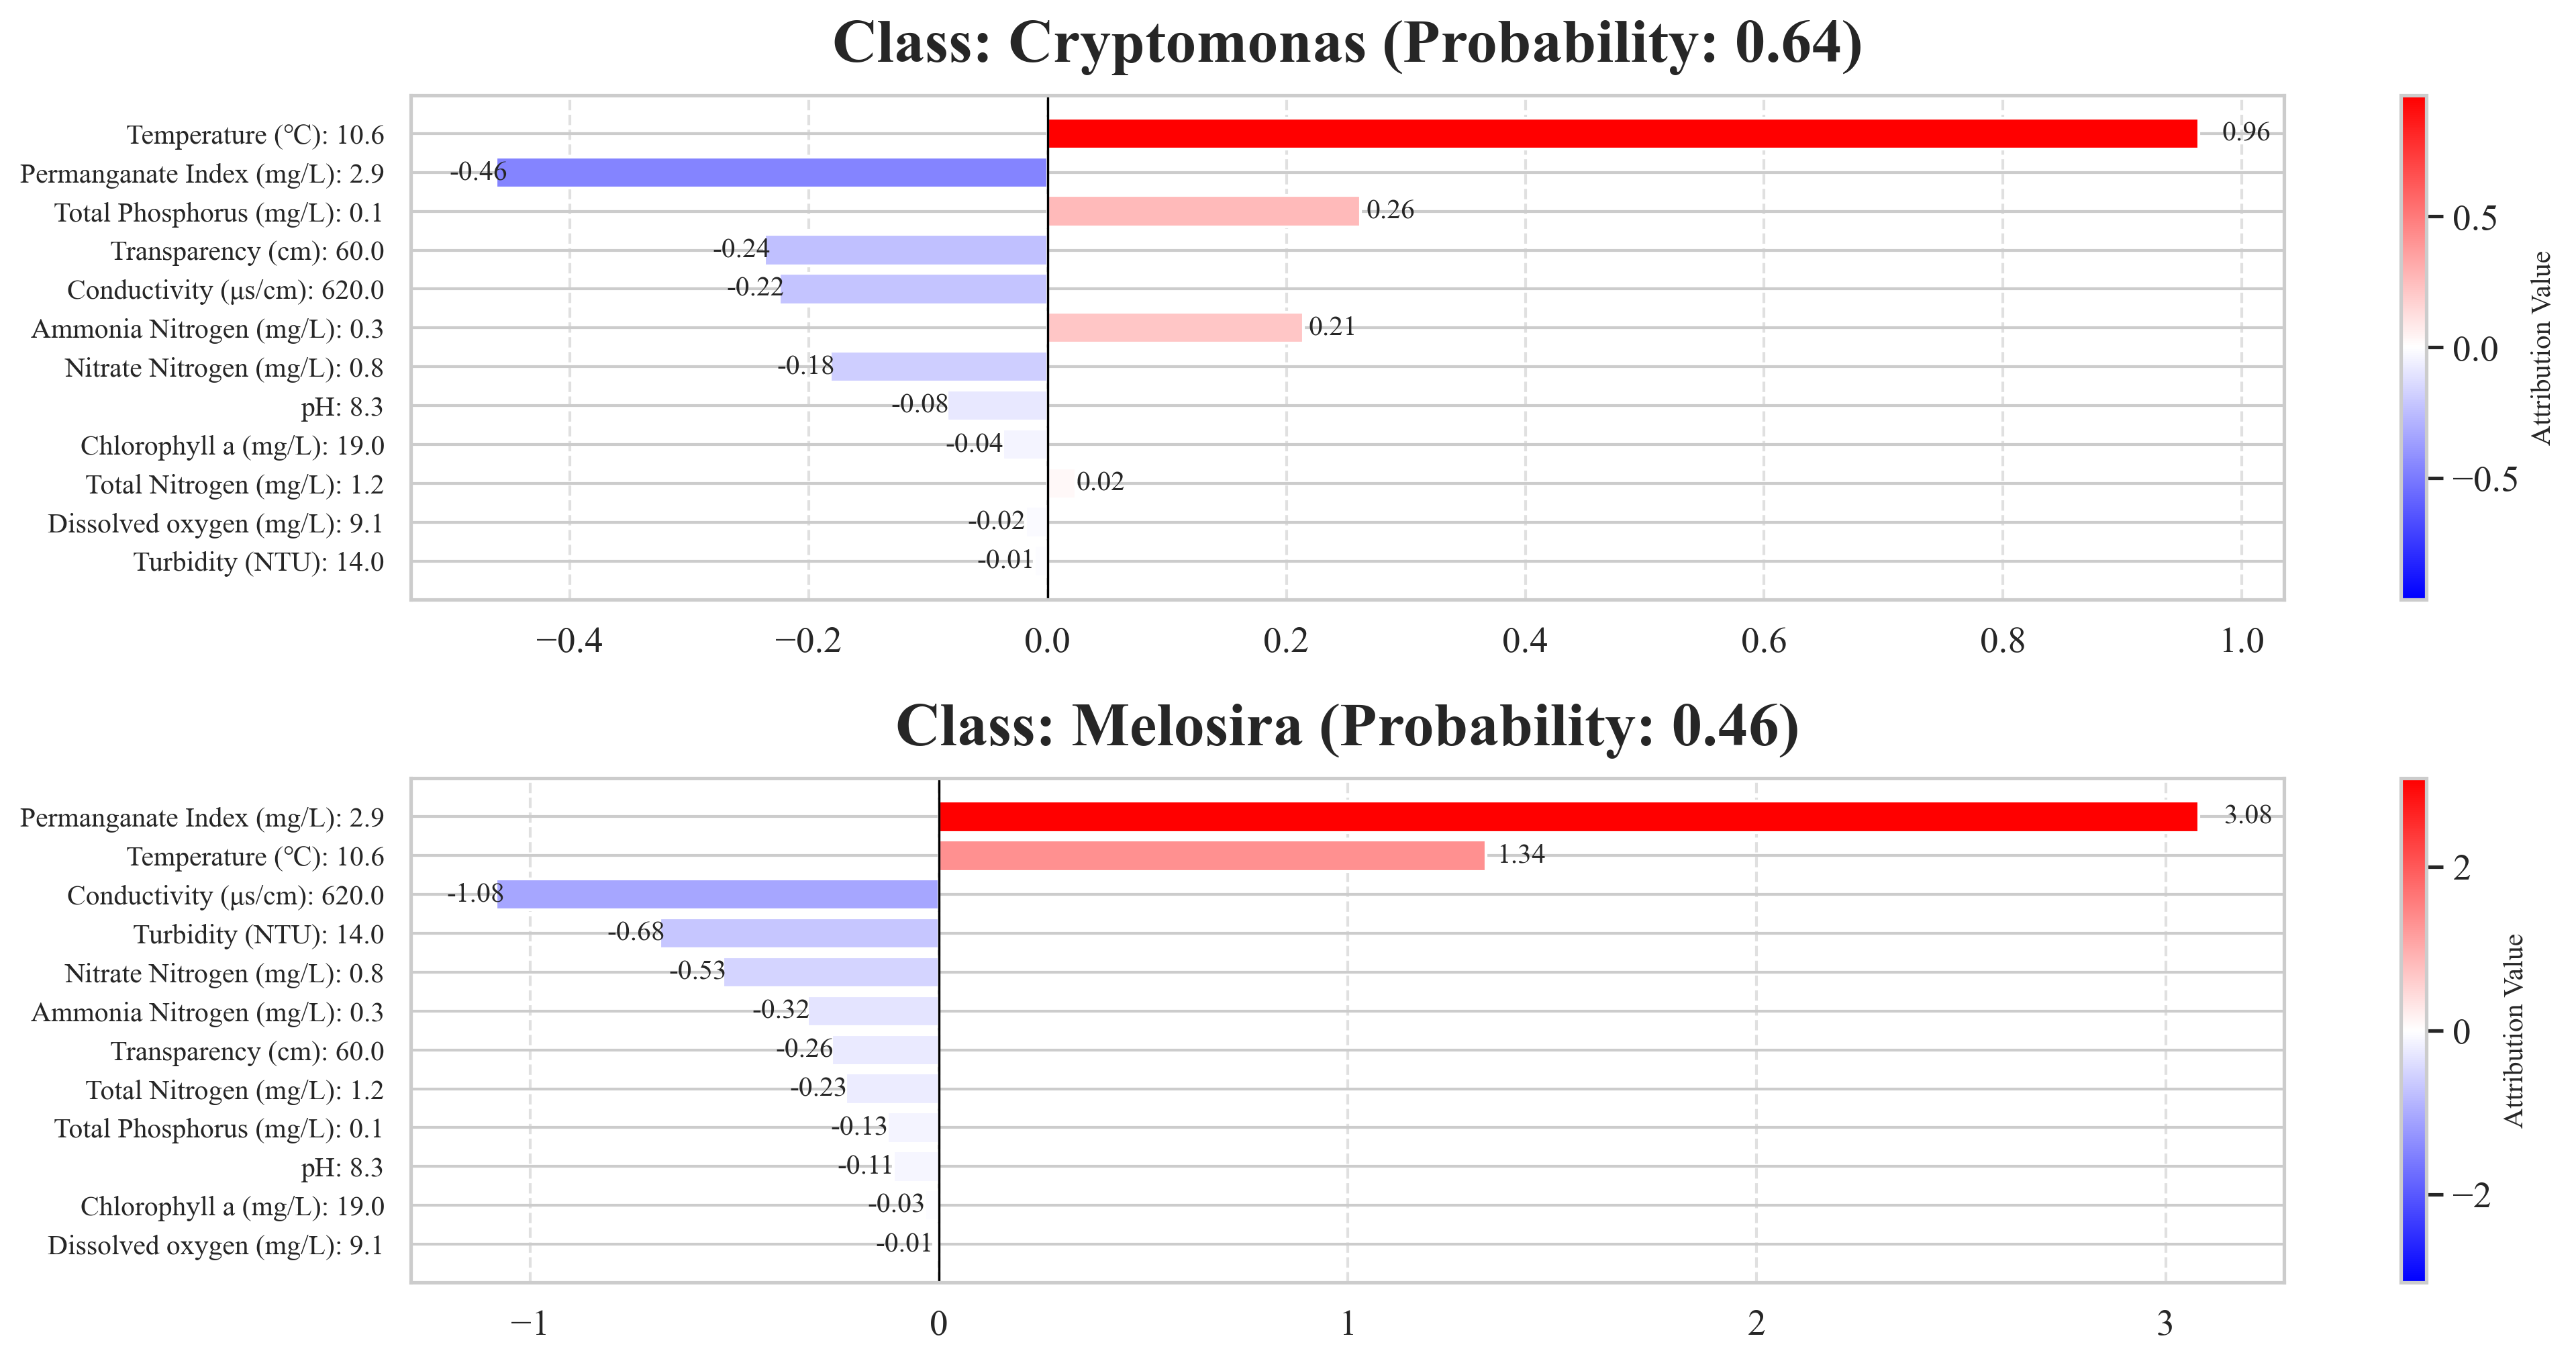 Class: Cryptomonas (Probability: 0.64)
Temperature (℃): 10.6 0.96
Permanganate Index (mg/L): 2.9 -0.46
Total Phosphorus (mg/L): 0.1 0.26
Transparency (cm): 60.0 -0.24
Conductivity (μs/cm): 620.0 -0.22
Ammonia Nitrogen (mg/L): 0.3 0.21
Nitrate Nitrogen (mg/L): 0.8 -0.18
pH: 8.3 -0.08
Chlorophyll a (mg/L): 19.0 -0.04
Total Nitrogen (mg/L): 1.2 0.02
Dissolved oxygen (mg/L): 9.1 -0.02
Turbidity (NTU): 14.0 -0.01
−0.4 −0.2 0.0 0.2 0.4 0.6 0.8 1.0
0.5
0.0
−0.5
Attribution Value
Class: Melosira (Probability: 0.46)
Permanganate Index (mg/L): 2.9 3.08
Temperature (℃): 10.6 1.34
Conductivity (μs/cm): 620.0 -1.08
Turbidity (NTU): 14.0 -0.68
Nitrate Nitrogen (mg/L): 0.8 -0.53
Ammonia Nitrogen (mg/L): 0.3 -0.32
Transparency (cm): 60.0 -0.26
Total Nitrogen (mg/L): 1.2 -0.23
Total Phosphorus (mg/L): 0.1 -0.13
pH: 8.3 -0.11
Chlorophyll a (mg/L): 19.0 -0.03
Dissolved oxygen (mg/L): 9.1 -0.01
−1 0 1 2 3
2
0
−2
Attribution Value